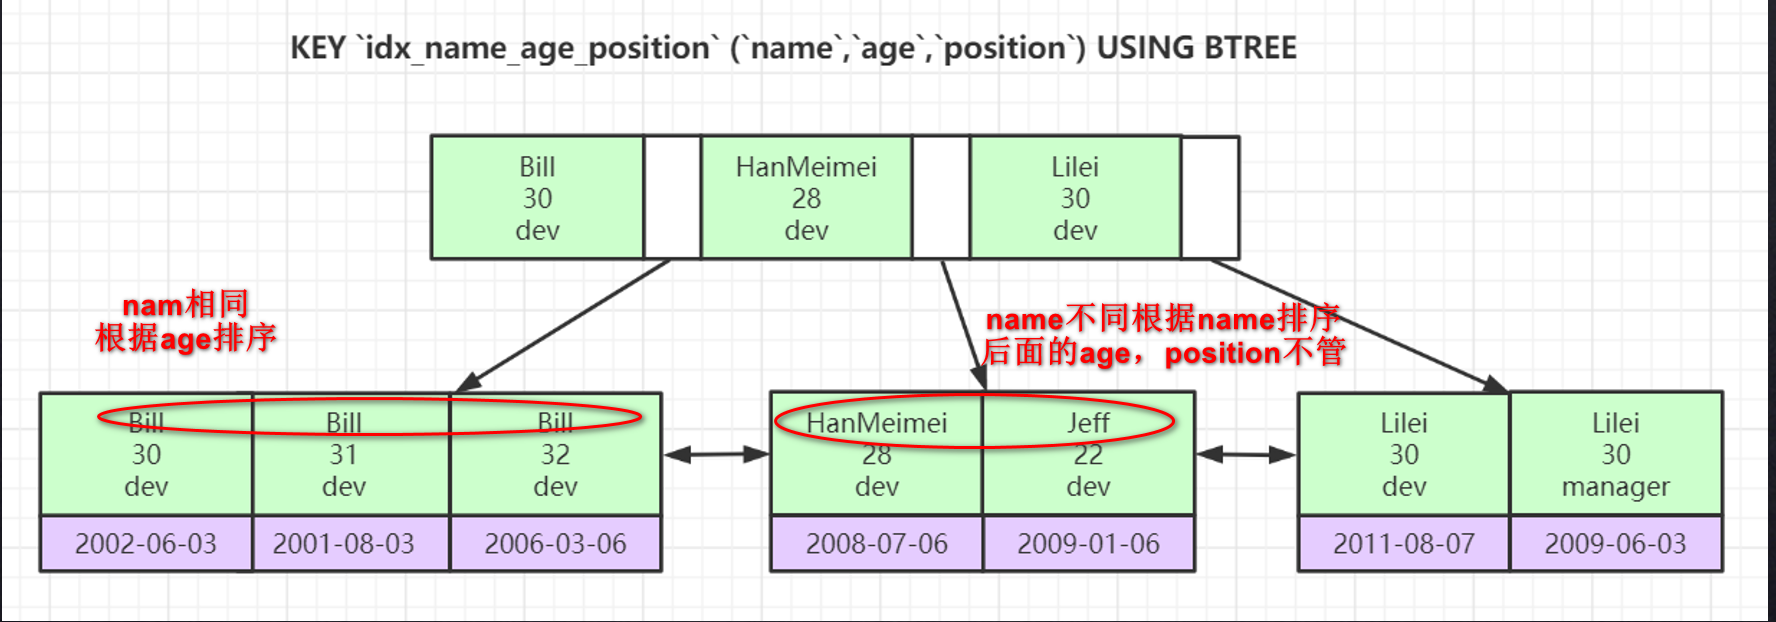 KEY `idx_name_age_position` (`name`,`age`,`position`) USING BTREE
Bill
30
dev
HanMeimei
28
dev
Lilei
30
dev
nam相同
根据age排序
name不同根据name排序
后面的age，position不管
Bill
30
dev
2002-06-03
Bill
31
dev
2001-08-03
Bill
32
dev
2006-03-06
HanMeimei
28
dev
2008-07-06
Jeff
22
dev
2009-01-06
Lilei
30
dev
2011-08-07
Lilei
30
manager
2009-06-03